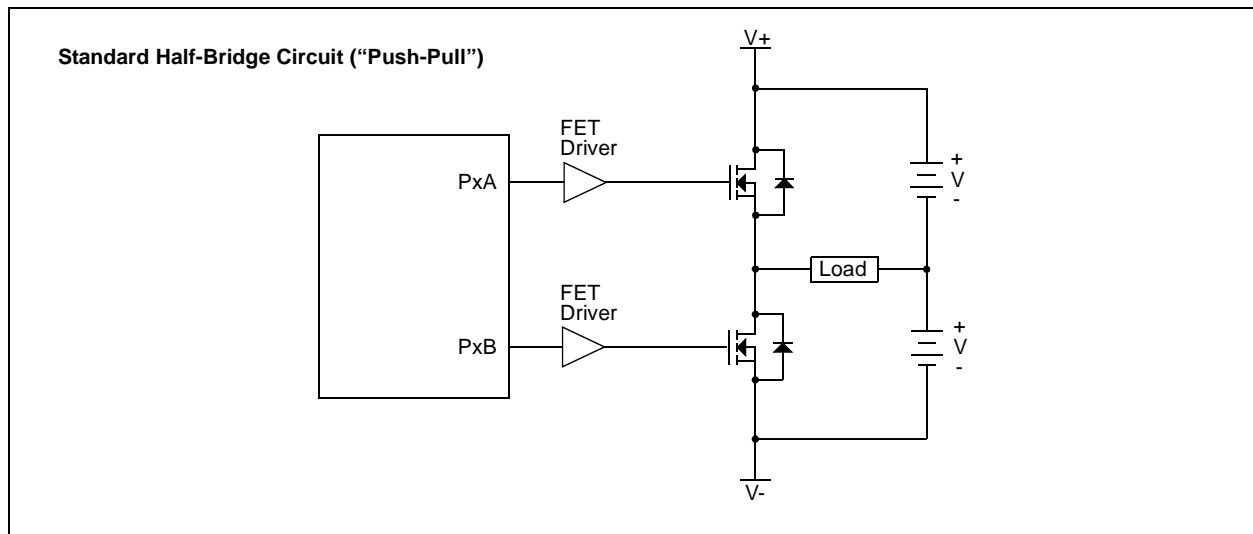 Standard Half-Bridge Circuit (“Push-Pull”)
V+
FET
Driver
PxA
+
V
-
Load
FET
Driver
PxB
+
V
-
V-